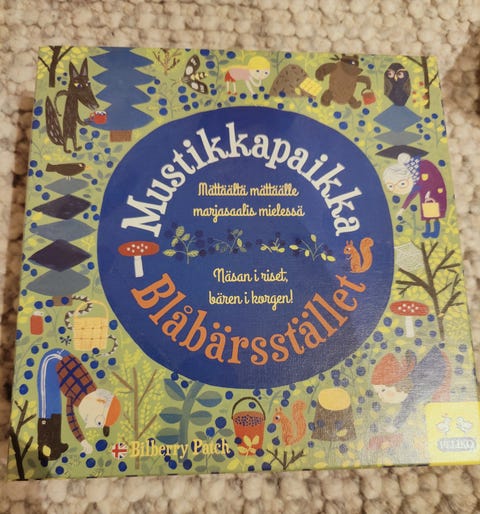 Mustikkapaikka
Mättäältä mättäälle
marjasaalis mielessä
Näsan i riset,
bären i korgen!
Blåbärsstället
Bilberry Patch
PELIKO